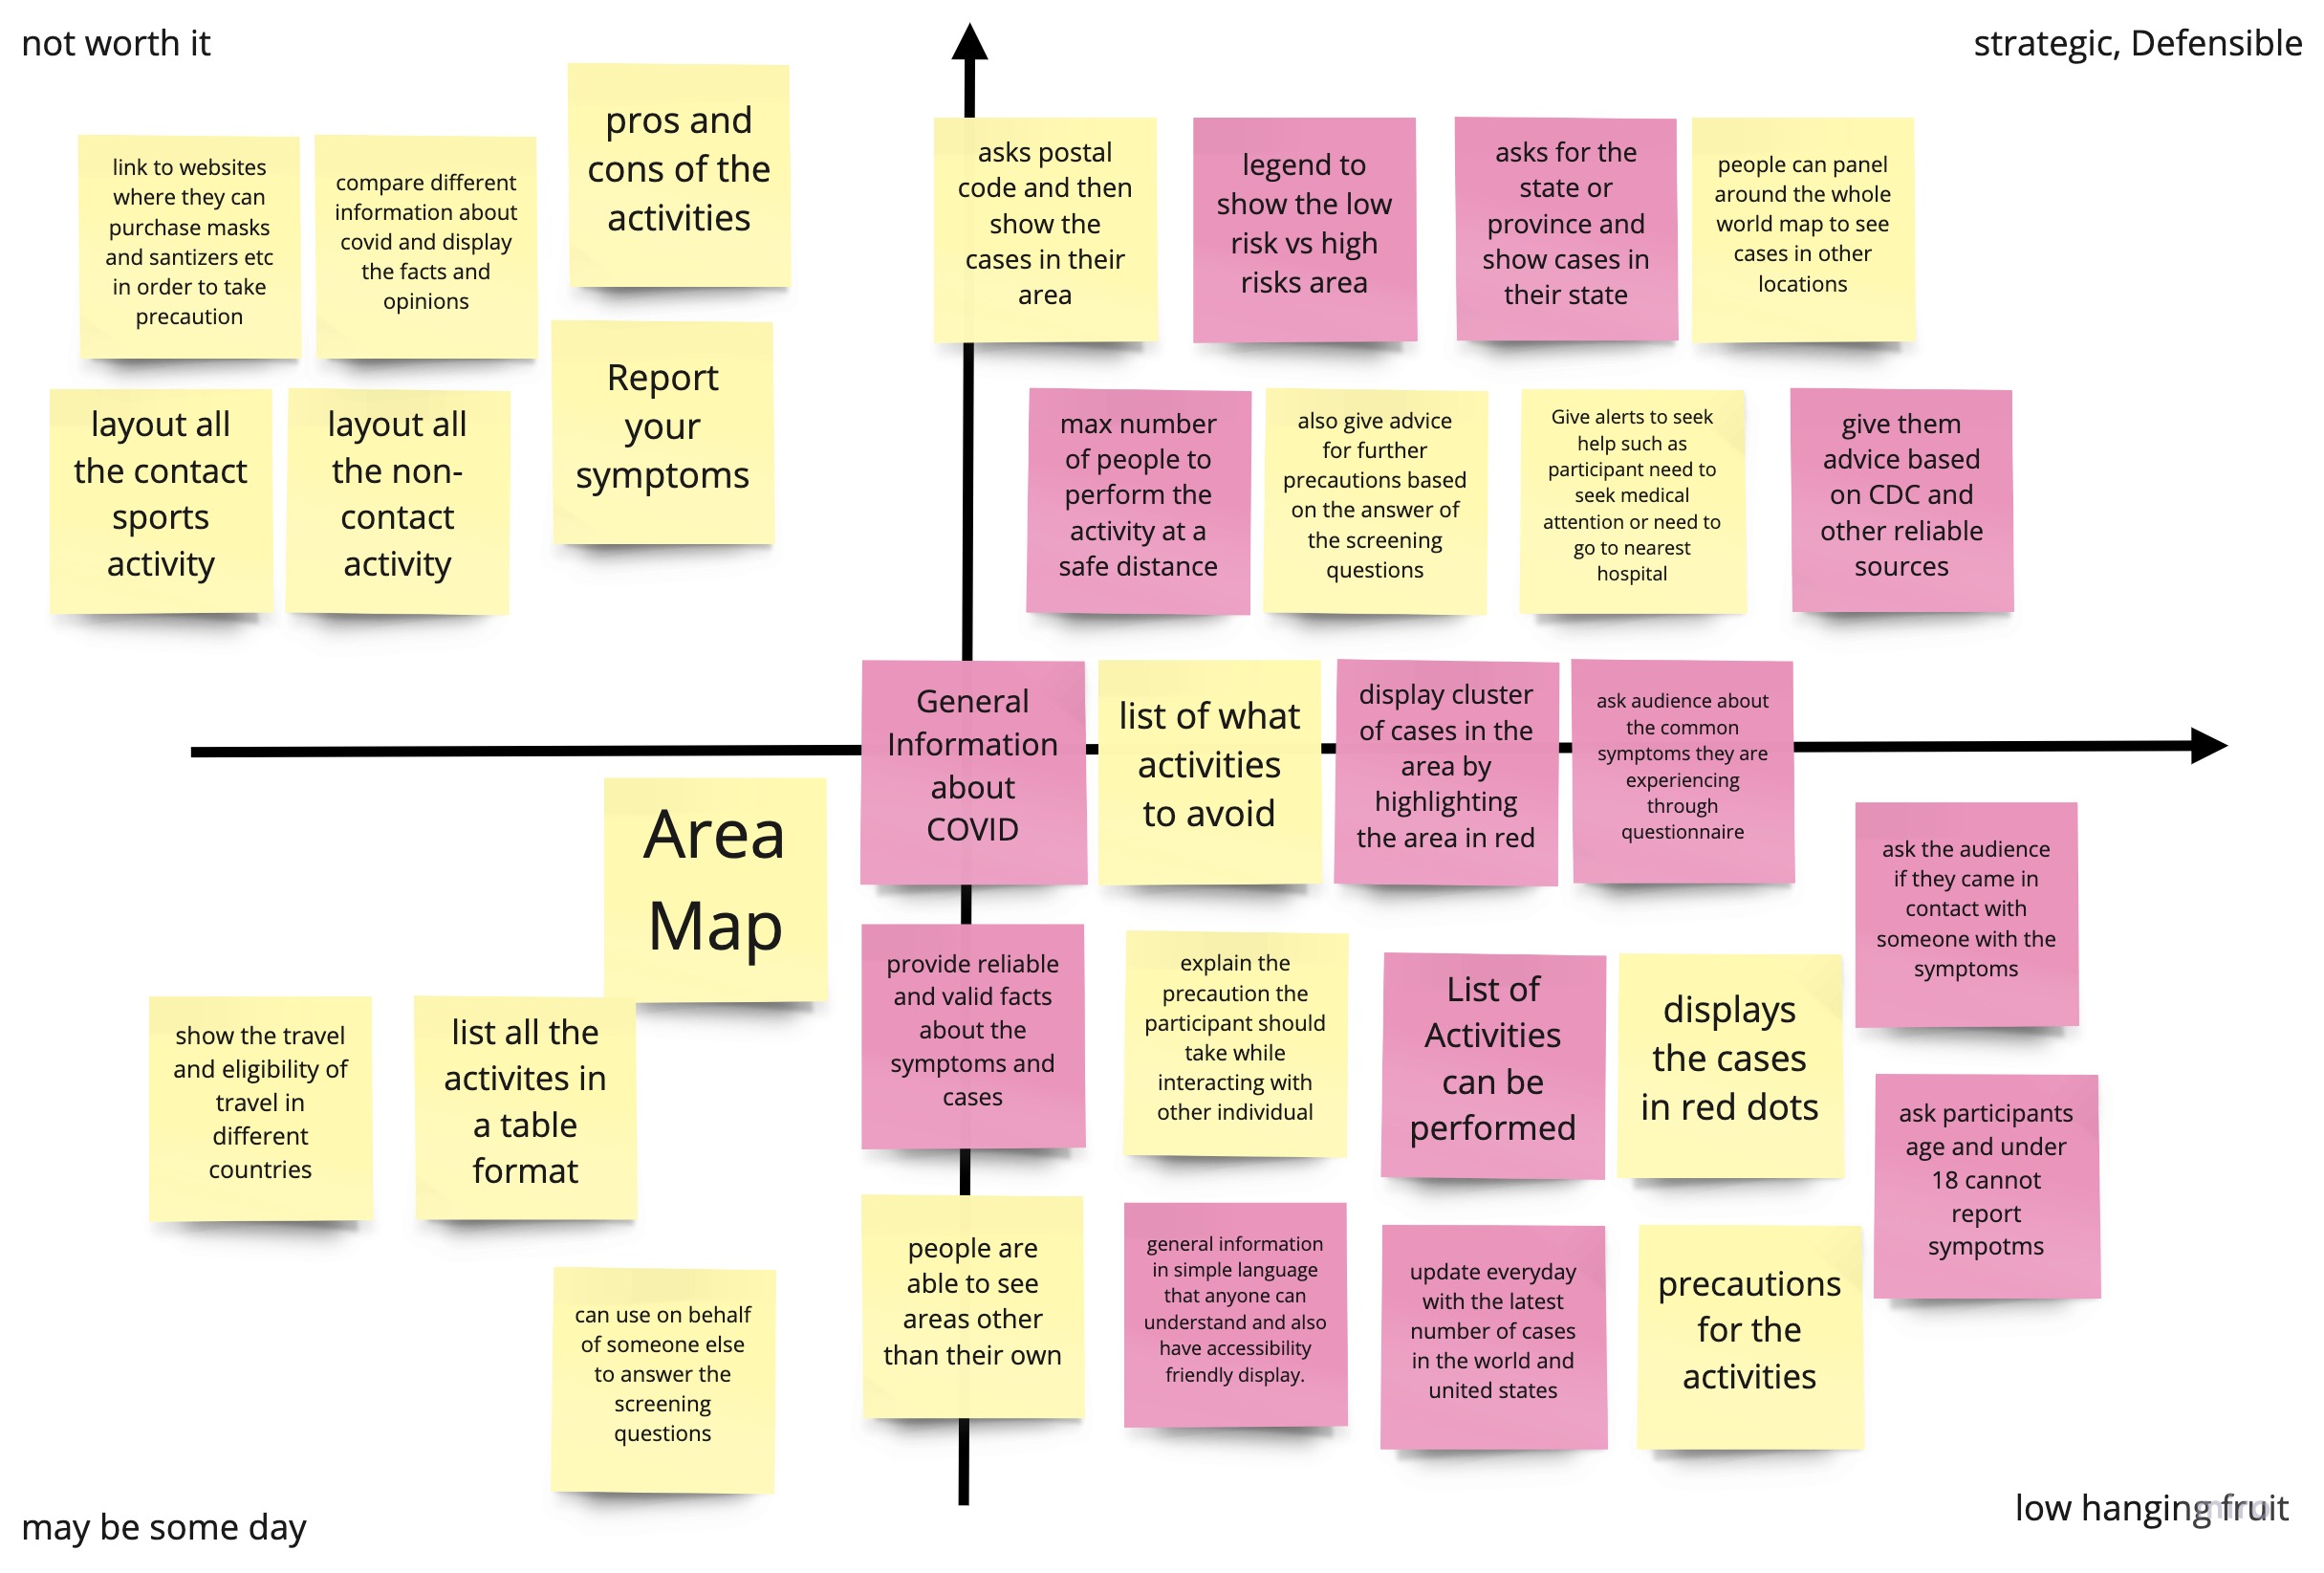 not worth it
strategic, Defensible
pros and
cons of the
activities
link to websites
where they can
purchase masks
and santizers etc
in order to take
precaution
compare different
information about
covid and display
the facts and
opinions
asks postal
code and then
show the
cases in their
area
legend to
show the low
risk vs high
risks area
asks for the
state or
province and
show cases in
their state
people can panel
around the whole
world map to see
cases in other
locations
Report
your
symptoms
layout all
the contact
sports
activity
layout all
the non-
contact
activity
max number
of people to
perform the
activity at a
safe distance
also give advice
for further
precautions based
on the answer of
the screening
questions
Give alerts to seek
help such as
participant need to
seek medical
attention or need to
go to nearest
hospital
give them
advice based
on CDC and
other reliable
sources
General
Information
about
COVID
list of what
activities
to avoid
display cluster
of cases in the
area by
highlighting
the area in red
ask audience about
the common
symptoms they are
experiencing
through
questionnaire
Area
Map
ask the audience
if they came in
contact with
someone with the
symptoms
provide reliable
and valid facts
about the
symptoms and
cases
explain the
precaution the
participant should
take while
interacting with
other individual
List of
Activities
can be
performed
displays
the cases
in red dots
show the travel
and eligibility of
travel in
different
countries
list all the
activites in
a table
format
ask participants
age and under
18 cannot
report
sympotms
people are
able to see
areas other
than their own
general information
in simple language
that anyone can
understand and also
have accessibility
friendly display.
update everyday
with the latest
number of cases
in the world and
united states
precautions
for the
activities
can use on behalf
of someone else
to answer the
screening
questions
may be some day
low hanging fruit
miro